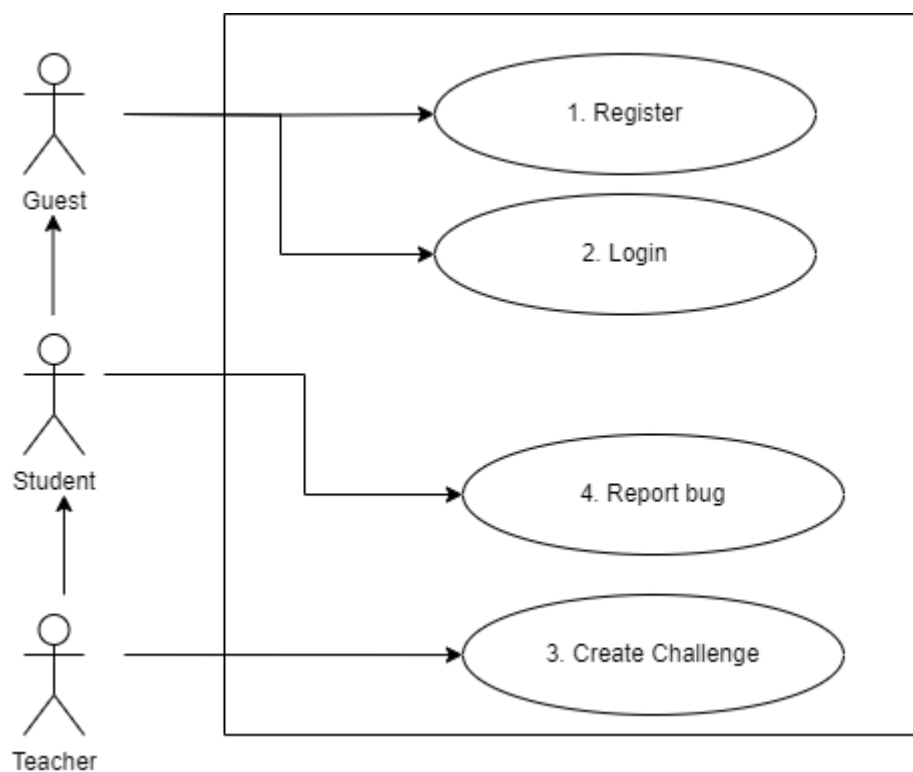 1. Register
Guest
2. Login
Student
4. Report bug
3. Create Challenge
Teacher